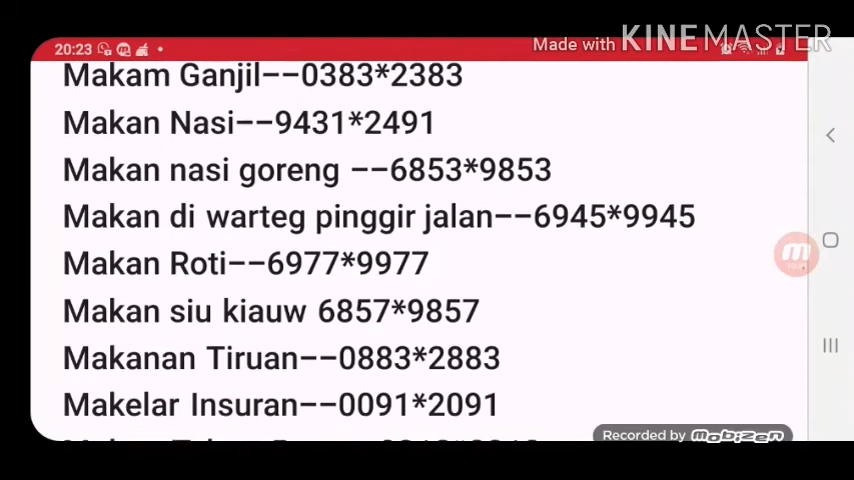 20:23
Made with KINEMASTER
Makam Ganjil––0383*2383
Makan Nasi––9431*2491
Makan nasi goreng ––6853*9853
Makan di warteg pinggir jalan––6945*9945
Makan Roti––6977*9977
Makan siu kiauw 6857*9857
Makanan Tiruan––0883*2883
Makelar Insuran––0091*2091
Recorded by MOBIZEN